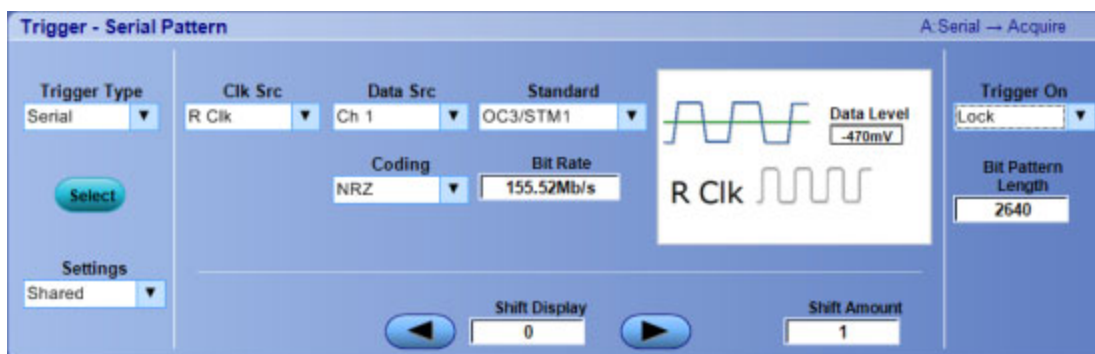 Trigger - Serial Pattern
A:Serial → Acquire
Trigger Type
Serial
Select
Settings
Shared
Clk Src
R Clk
Data Src
Ch 1
Standard
OC3/STM1
Coding
NRZ
Bit Rate
155.52Mb/s
Data Level
-470mV
R Clk
Shift Display
0
Shift Amount
1
Trigger On
Lock
Bit Pattern
Length
2640